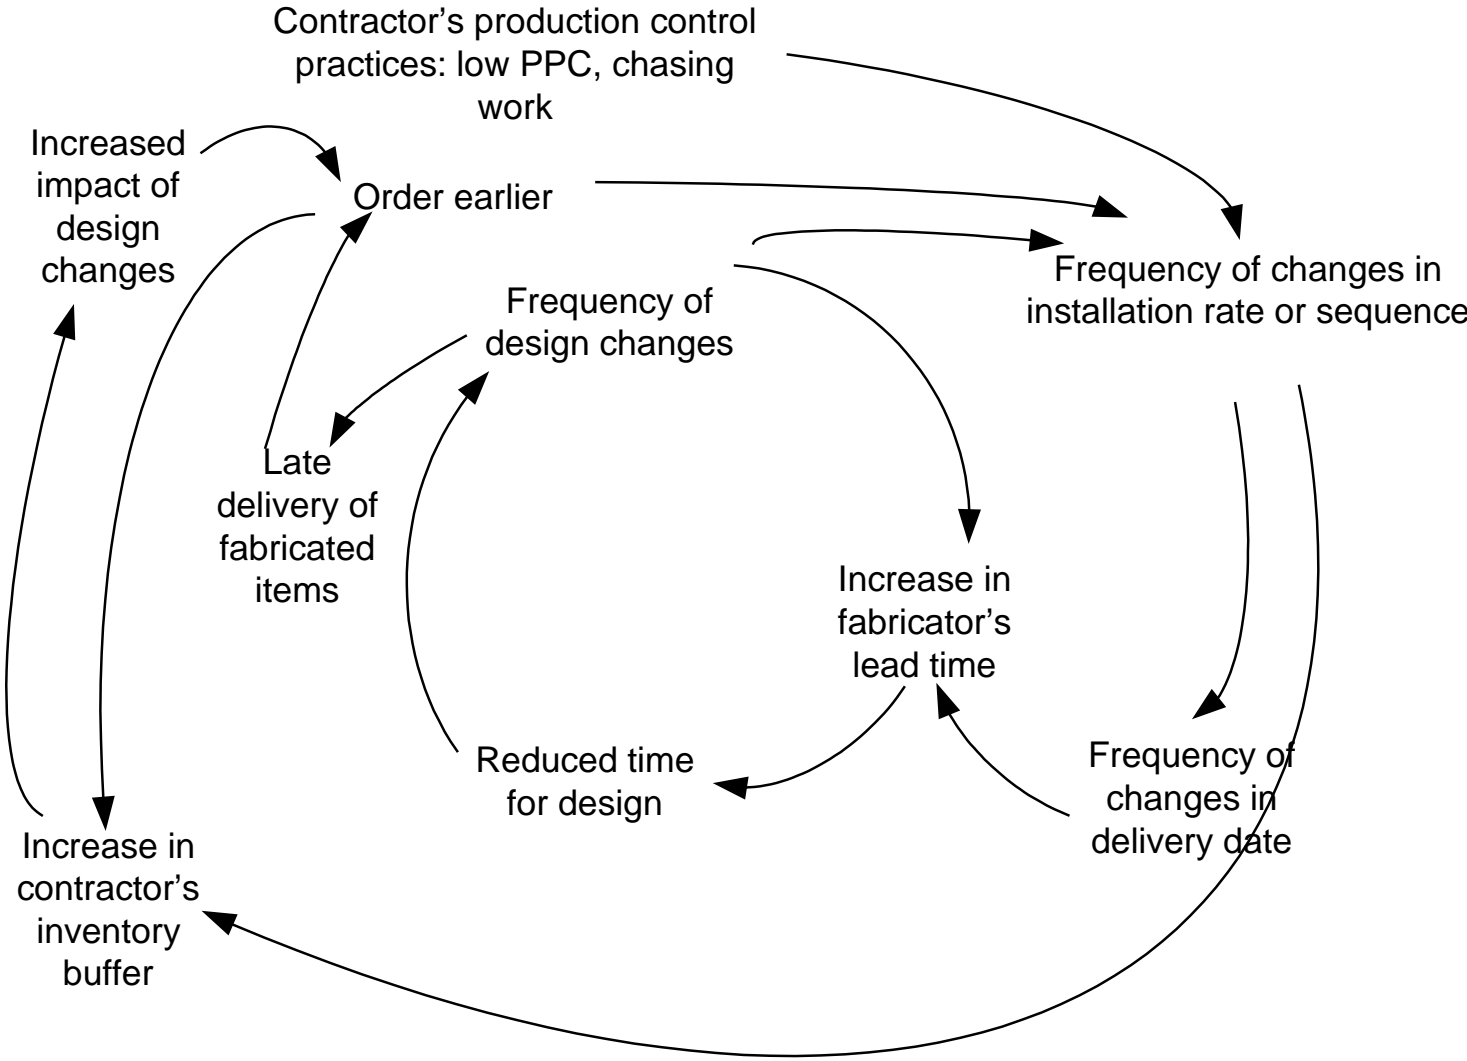 Contractor’s production control
practices: low PPC, chasing
work
Increased
impact of
design
changes
Order earlier
Frequency of changes in
installation rate or sequence
Frequency of
design changes
Late
delivery of
fabricated
items
Increase in
fabricator’s
lead time
Reduced time
for design
Frequency of
changes in
delivery date
Increase in
contractor’s
inventory
buffer